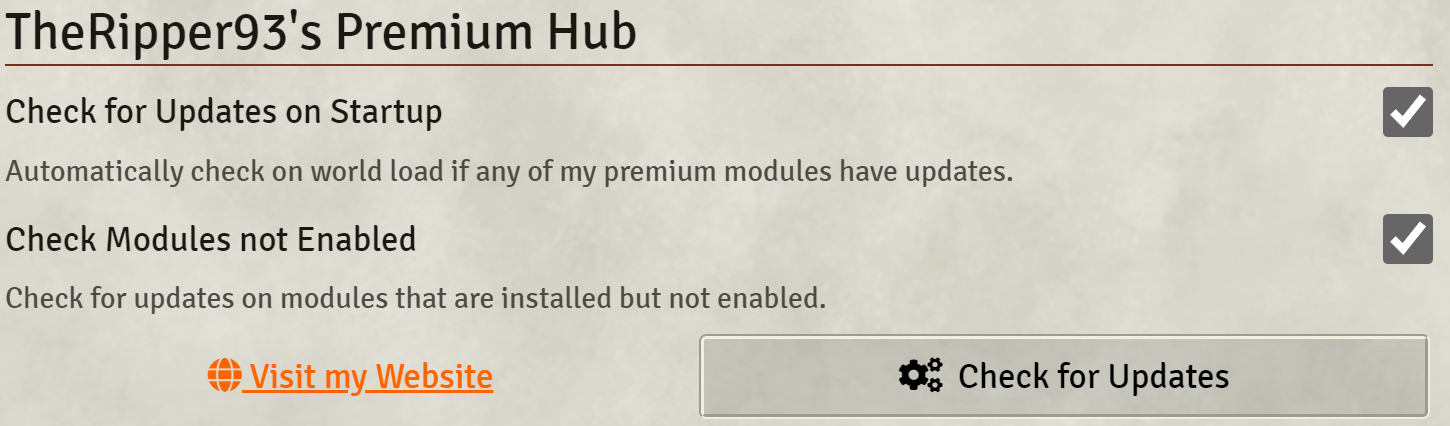 TheRipper93's Premium Hub
Check for Updates on Startup
Automatically check on world load if any of my premium modules have updates.
Check Modules not Enabled
Check for updates on modules that are installed but not enabled.
Visit my Website
Check for Updates